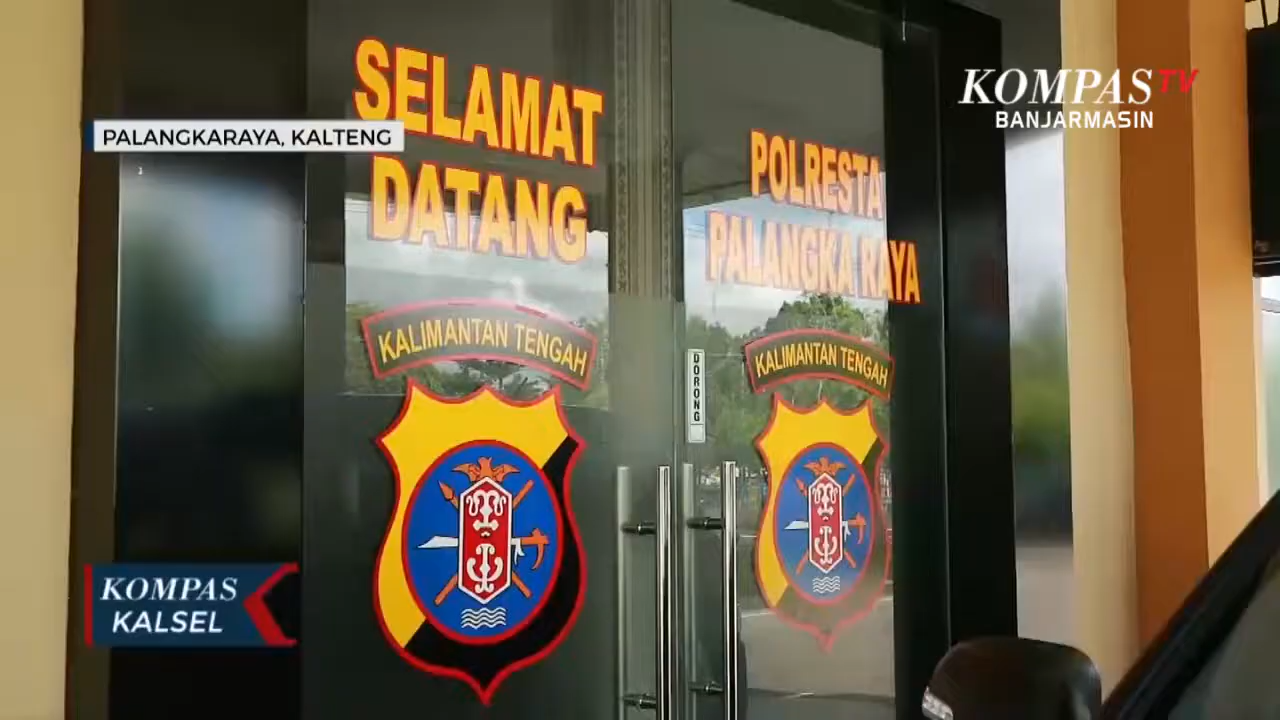 SELAMAT
DATANG
KALIMANTAN TENGAH
POLRESTA
PALANGKA RAYA
KALIMANTAN TENGAH
DORONG
PALANGKARAYA, KALTENG
KOMPAS TV
BANJARMASIN
KOMPAS
KALSEL